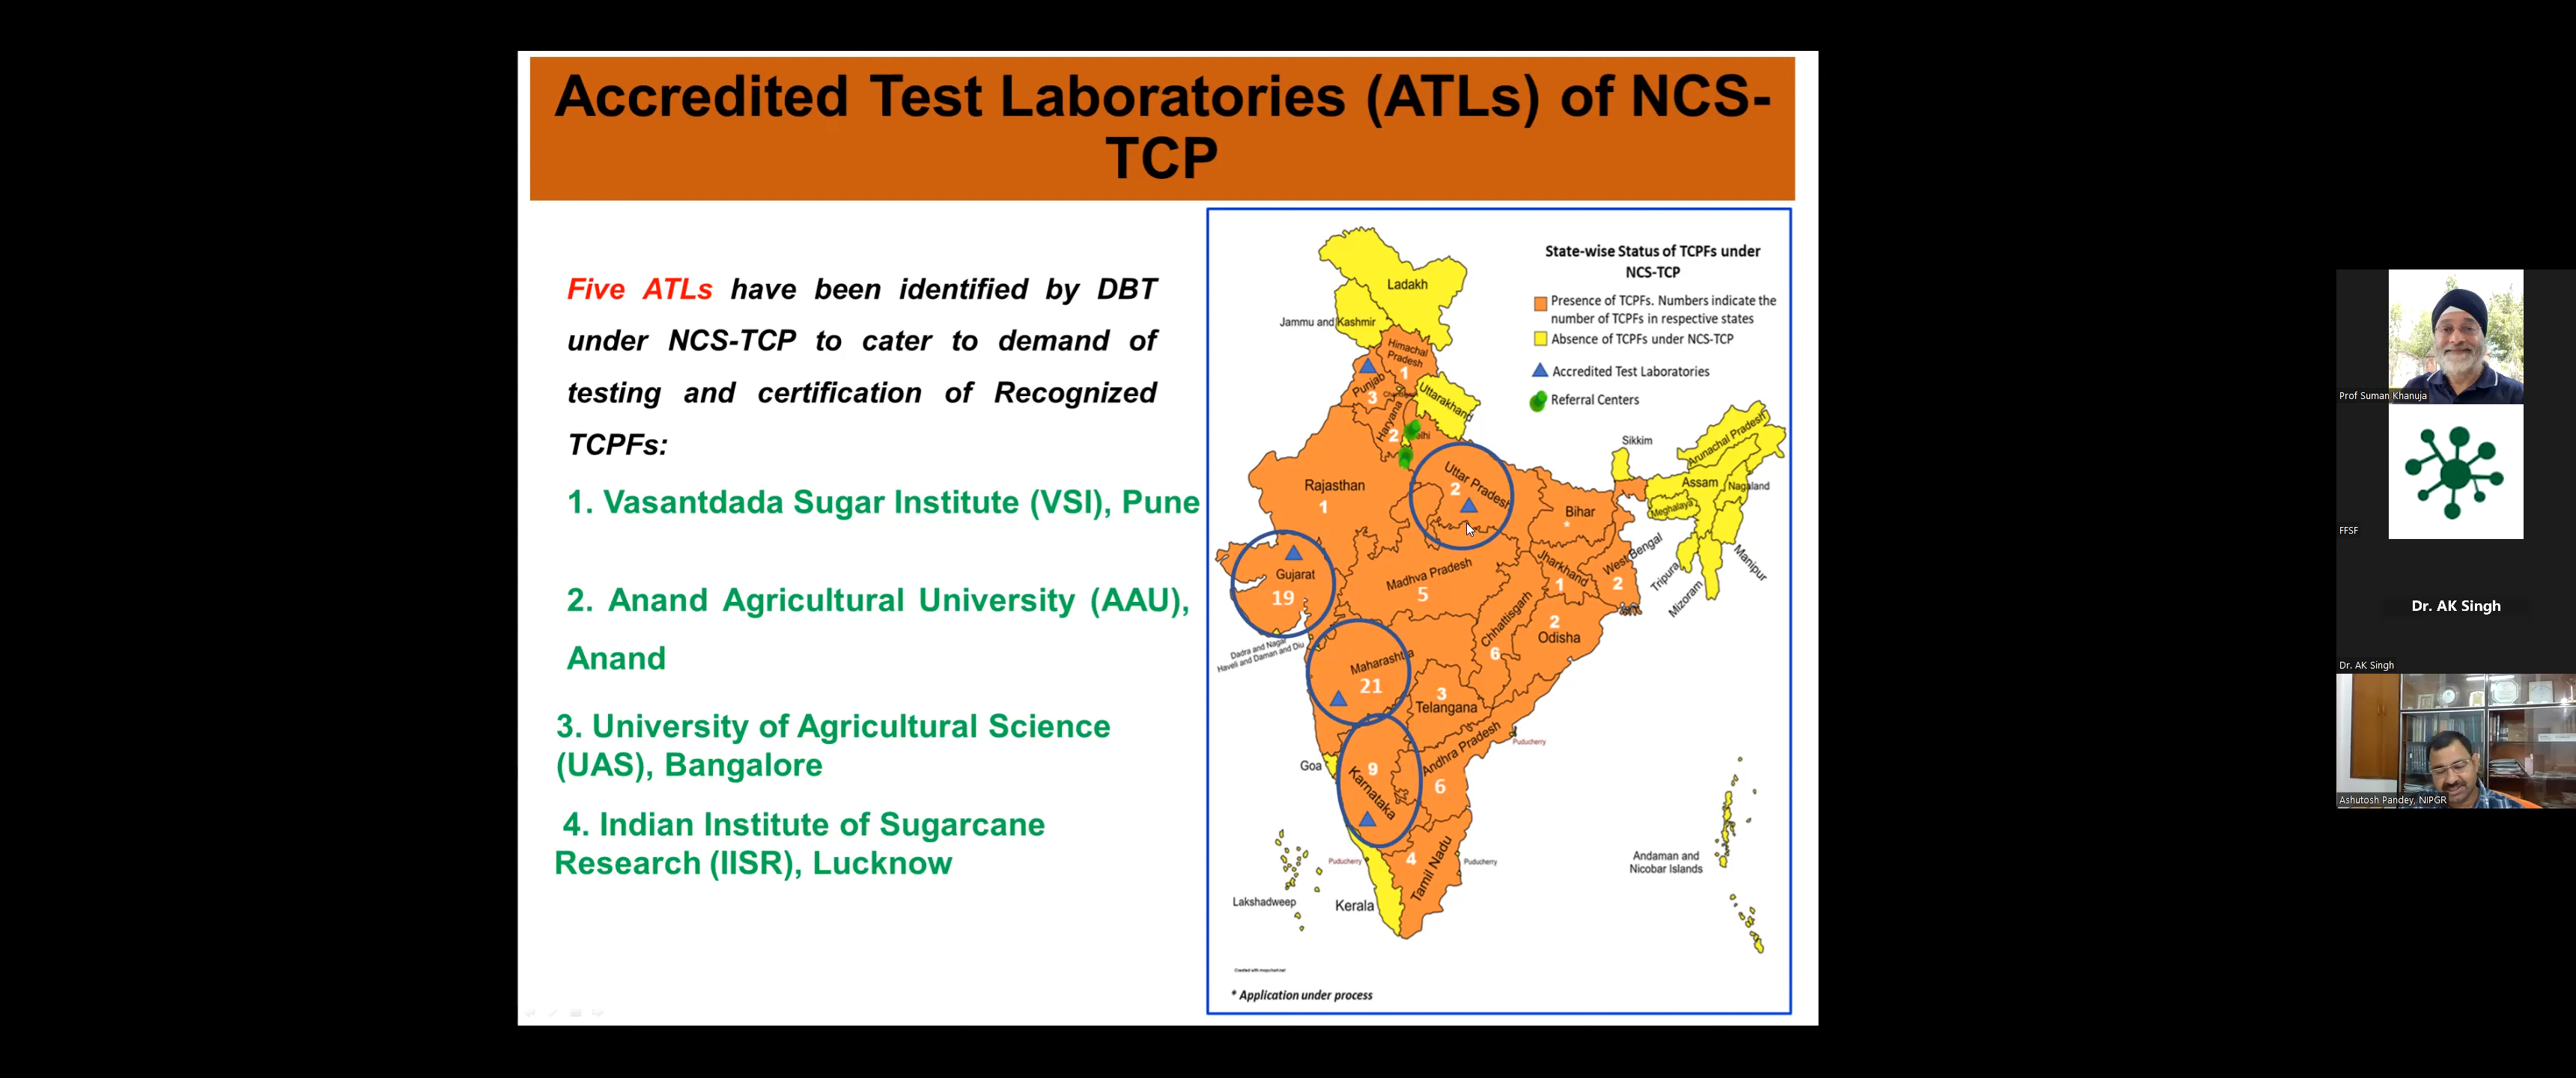 Accredited Test Laboratories (ATLs) of NCS-
TCP
Five ATLs have been identified by DBT
under NCS-TCP to cater to demand of
testing and certification of Recognized
TCPFs:
1. Vasantdada Sugar Institute (VSI), Pune
2. Anand Agricultural University (AAU),
Anand
3. University of Agricultural Science
(UAS), Bangalore
4. Indian Institute of Sugarcane
Research (IISR), Lucknow
State-wise Status of TCPFs under
NCS-TCP
Presence of TCPFs. Numbers indicate the
number of TCPFs in respective states
Absence of TCPFs under NCS-TCP
Accredited Test Laboratories
Referral Centers
Ladakh
Jammu and Kashmir
Himachal
Pradesh
1
Punjab
3
Uttarakhand
Haryana
2
Uttar Pradesh
2
Rajasthan
1
Sikkim
Arunachal Pradesh
Assam
Nagaland
Meghalaya
Manipur
Tripura
Mizoram
Bihar
*
West Bengal
2
Jharkhand
1
Gujarat
19
Madhva Pradesh
5
Chhattisgarh
6
2
Odisha
Dadra and Nagar
Haveli and Daman and Diu
Maharashtra
21
3
Telangana
Andhra Pradesh
6
Puducherry
Goa
9
Karnataka
4
Tamil Nadu
Puducherry
Puducherry
Kerala
Lakshadweep
Andaman and
Nicobar Islands
Created with mapchart.net
* Application under process
Prof Suman Khanuja
FFSF
Dr. AK Singh
Dr. AK Singh
Ashutosh Pandey, NIPGR